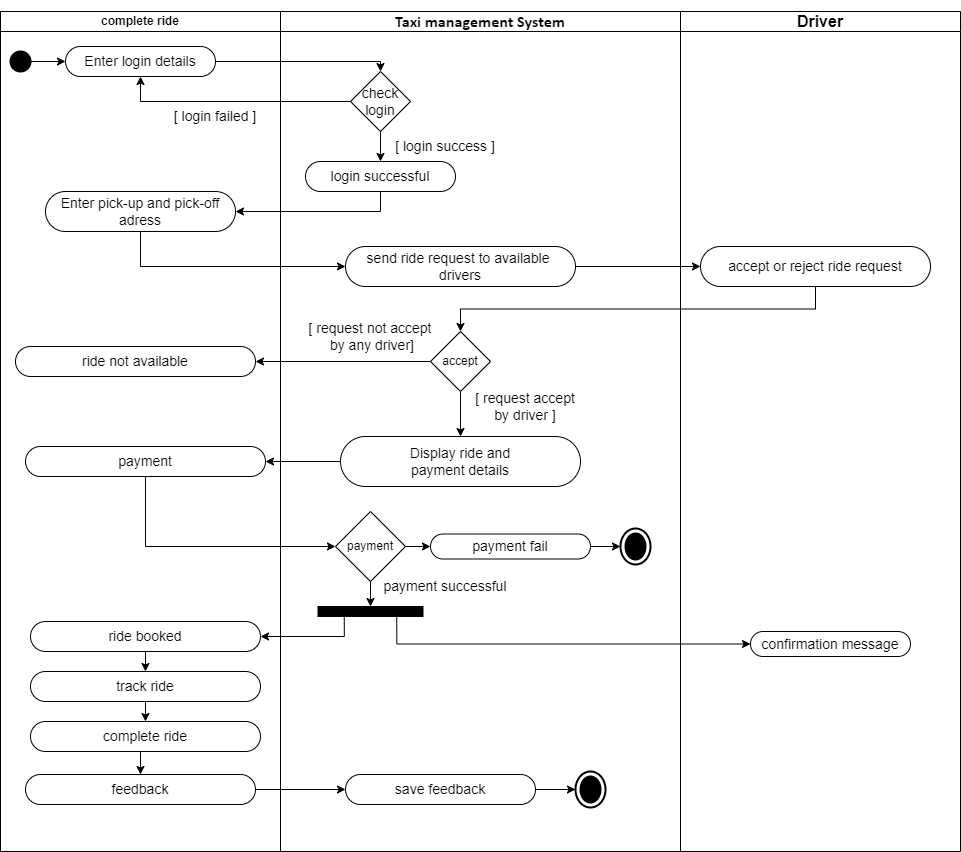 complete ride
Taxi management System
Driver
Enter login details
check
login
[ login failed ]
[ login success ]
login successful
Enter pick-up and pick-off
adress
send ride request to available
drivers
accept or reject ride request
[ request not accept
by any driver]
ride not available
accept
[ request accept
by driver ]
Display ride and
payment details
payment
payment
payment fail
payment successful
ride booked
confirmation message
track ride
complete ride
feedback
save feedback